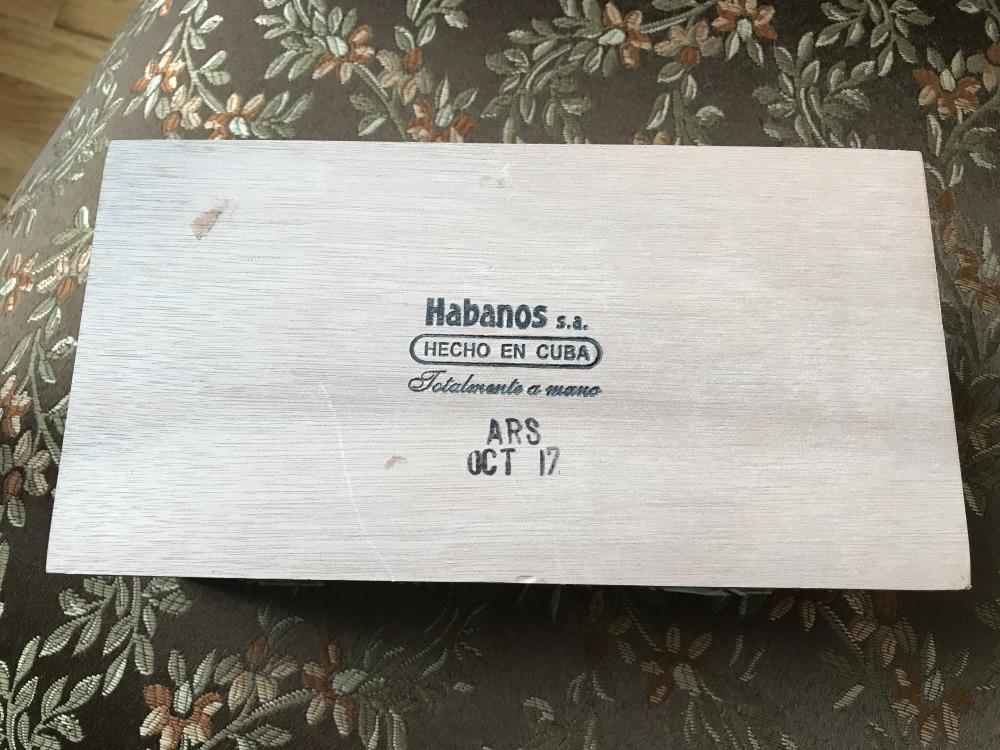 Habanos s.a.
HECHO EN CUBA
Totalmente a mano
ARS
OCT 17